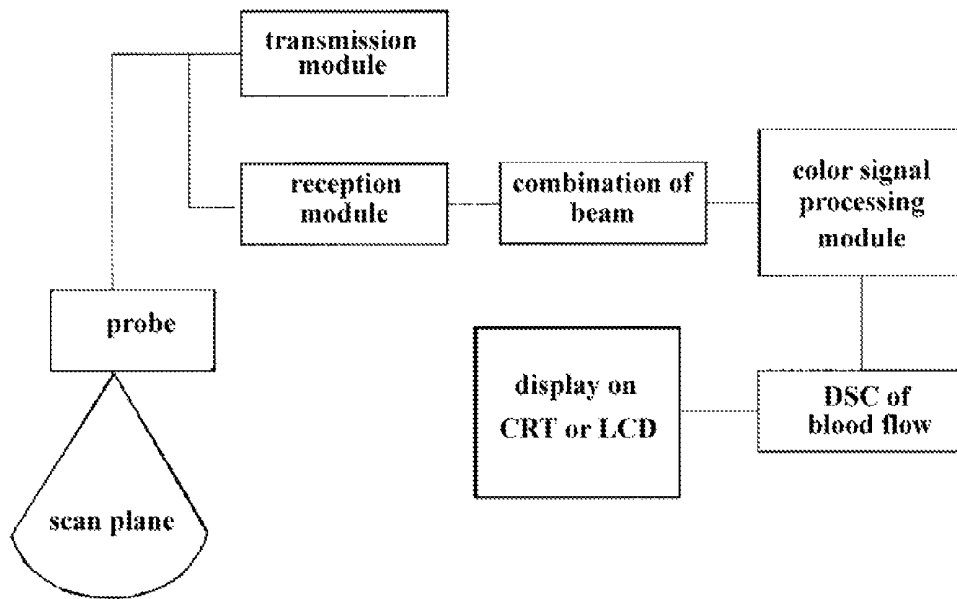 transmission
module
reception
module
combination of
beam
color signal
processing
module
probe
display on
CRT or LCD
DSC of
blood flow
scan plane